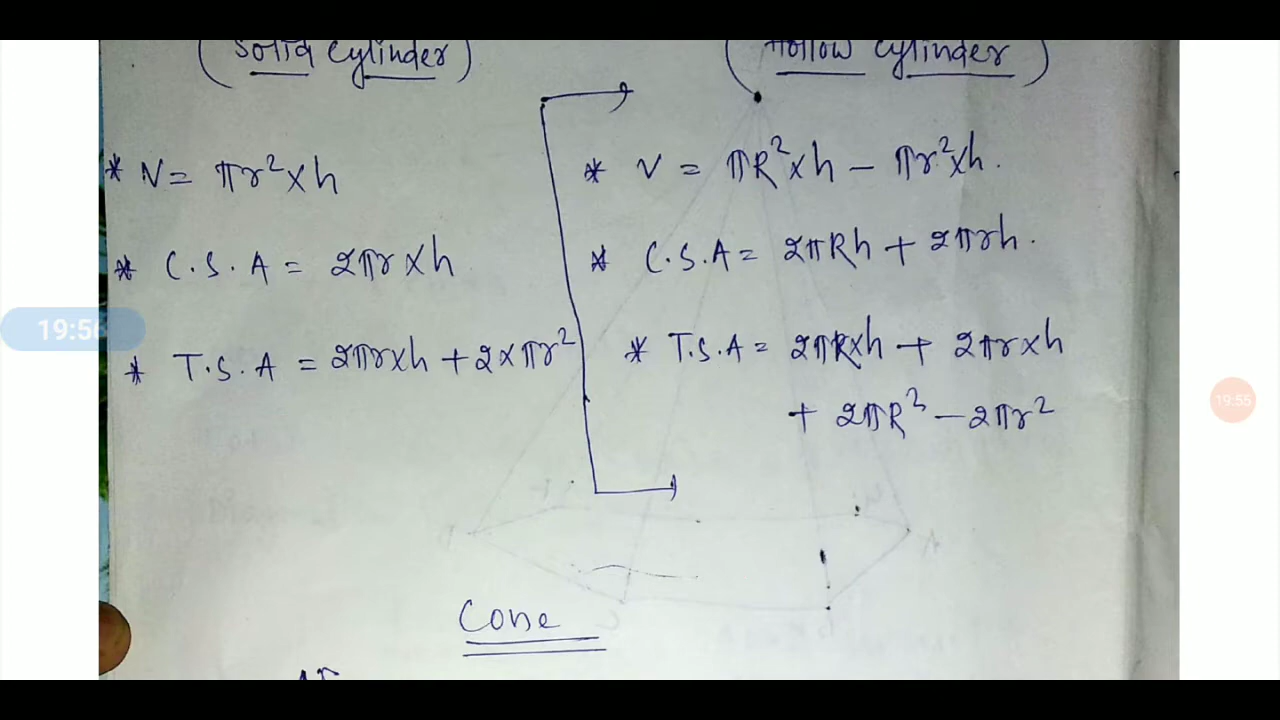 (Solid Cylinder)
(Hollow Cylinder)
* V = πr²×h
* C.S.A = 2πr×h
* T.S.A = 2πr×h + 2×πr²
* V = πR²×h – πr²×h.
* C.S.A = 2πRh + 2πrh.
* T.S.A = 2πR×h + 2πr×h
+ 2πR² – 2πr²
19:56
19:55
Cone